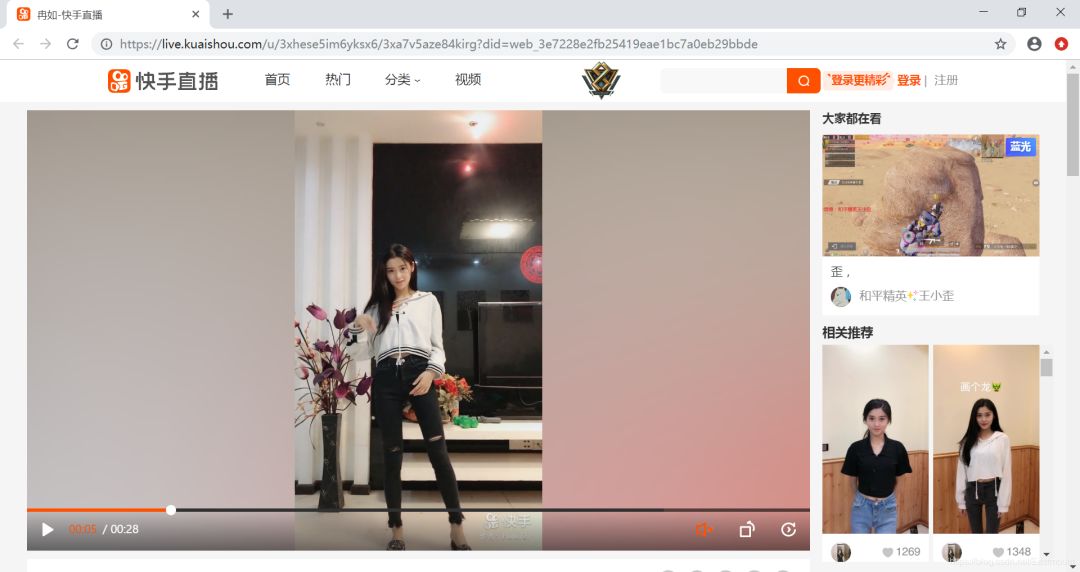 冉如-快手直播
https://live.kuaishou.com/u/3xhese5im6yksx6/3xa7v5aze84kirg?did=web_3e7228e2fb25419eae1bc7a0eb29bbde
快手直播 首页 热门 分类 视频 登录更精彩 登录 | 注册
大家都在看
蓝光
歪，
和平精英✨王小歪
相关推荐
画个龙
1269
1348
快手
00:05 / 00:28